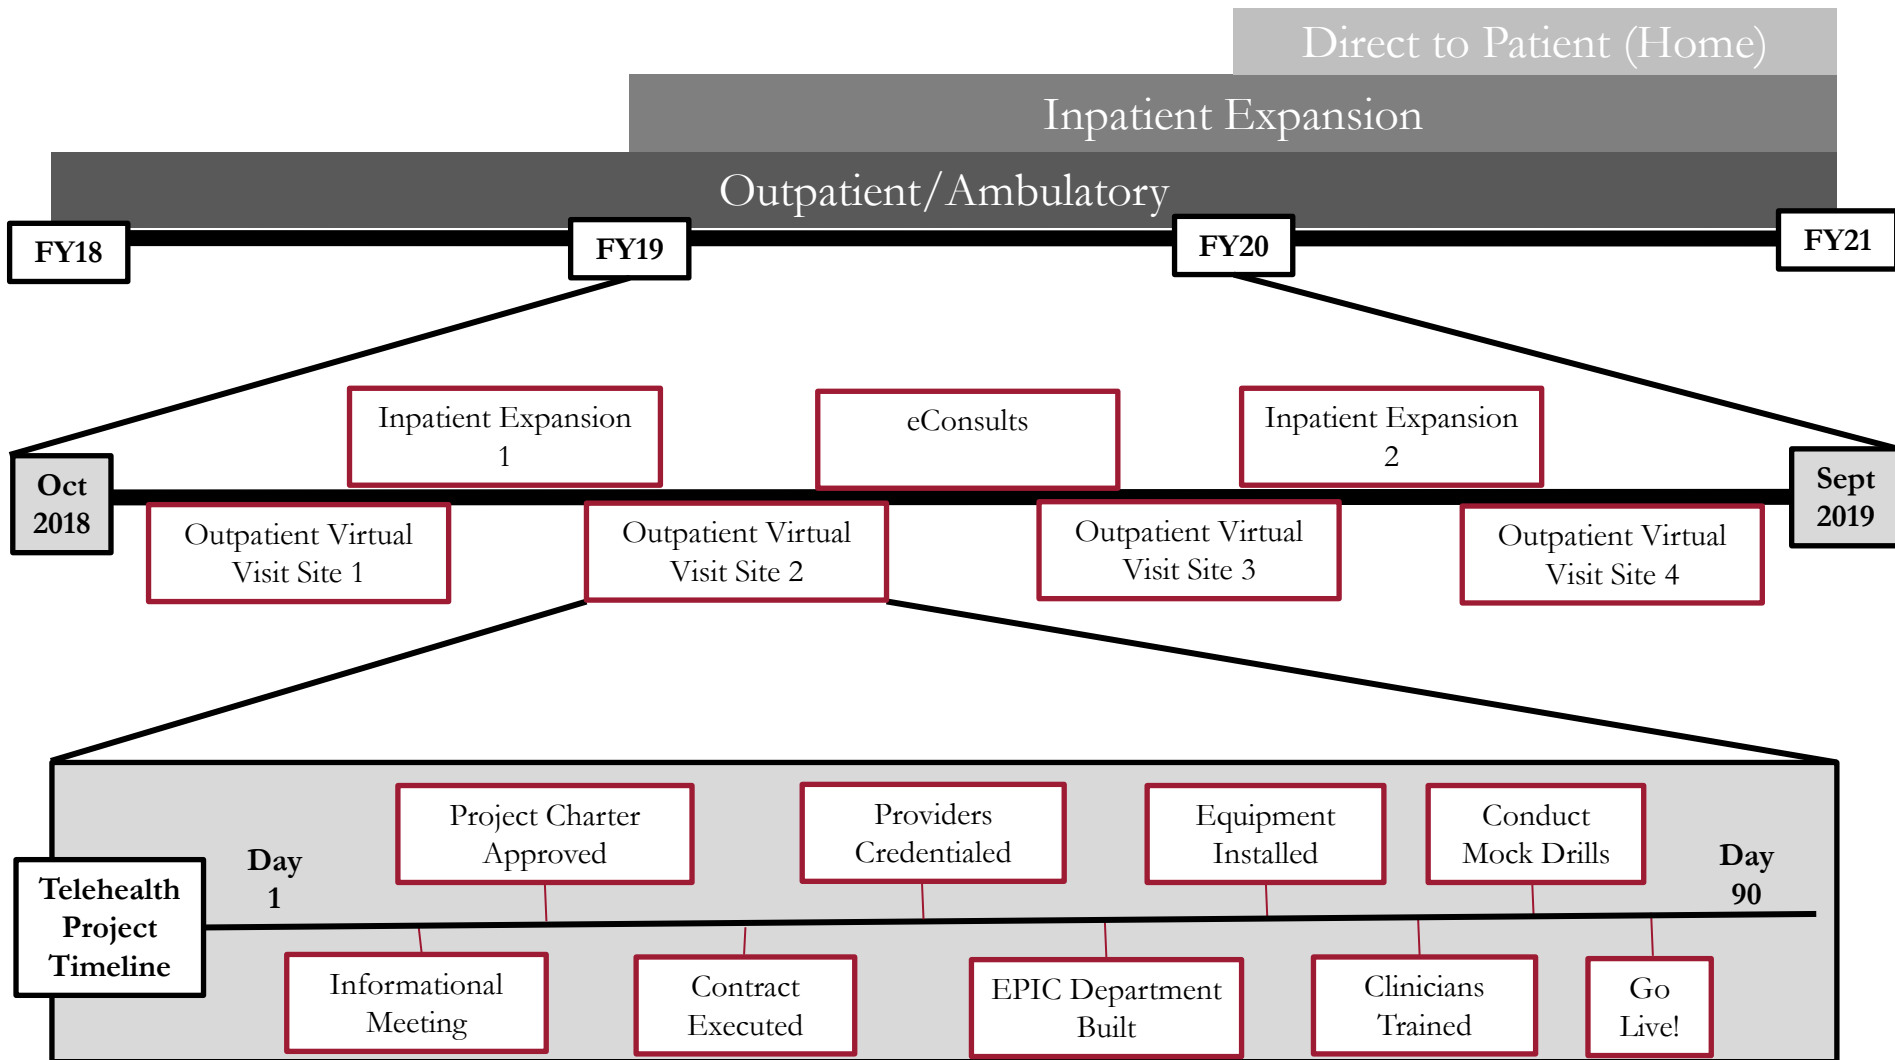 Direct to Patient (Home)
Inpatient Expansion
Outpatient/Ambulatory
FY18
FY19
FY20
FY21
Inpatient Expansion
1
eConsults
Inpatient Expansion
2
Oct
2018
Sept
2019
Outpatient Virtual
Visit Site 1
Outpatient Virtual
Visit Site 2
Outpatient Virtual
Visit Site 3
Outpatient Virtual
Visit Site 4
Telehealth
Project
Timeline
Day
1
Project Charter
Approved
Providers
Credentialed
Equipment
Installed
Conduct
Mock Drills
Day
90
Informational
Meeting
Contract
Executed
EPIC Department
Built
Clinicians
Trained
Go
Live!